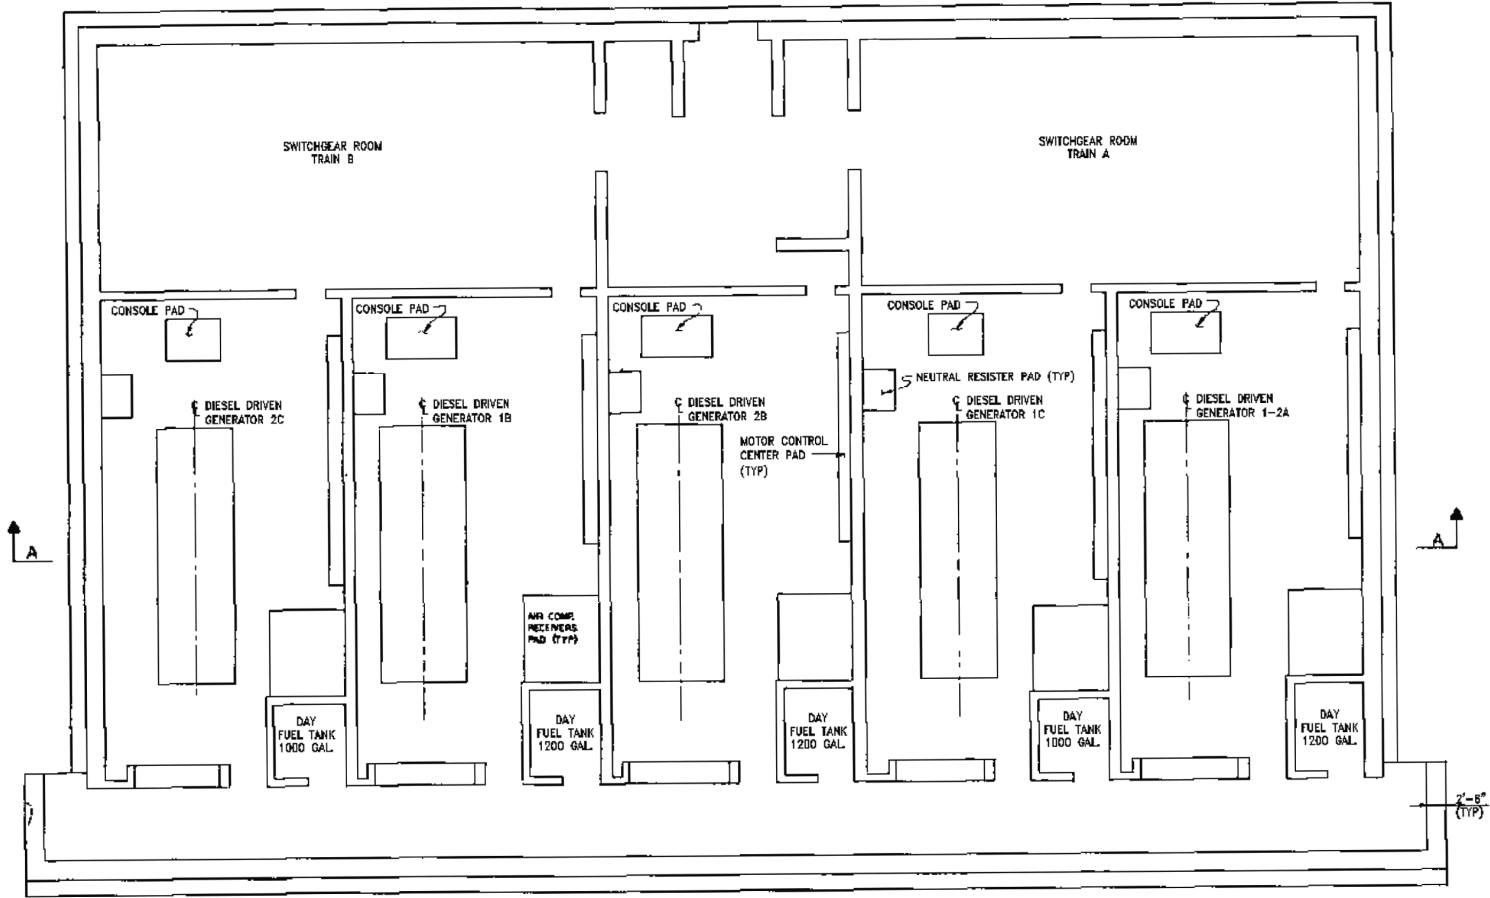 SWITCHGEAR ROOM
TRAIN B
SWITCHGEAR ROOM
TRAIN A
CONSOLE PAD
CONSOLE PAD
CONSOLE PAD
CONSOLE PAD
CONSOLE PAD
NEUTRAL RESISTER PAD (TYP)
℄ DIESEL DRIVEN
GENERATOR 2C
℄ DIESEL DRIVEN
GENERATOR 1B
℄ DIESEL DRIVEN
GENERATOR 2B
℄ DIESEL DRIVEN
GENERATOR 1C
℄ DIESEL DRIVEN
GENERATOR 1-2A
MOTOR CONTROL
CENTER PAD
(TYP)
A
A
AIR COMP.
RECEIVERS
PAD (TYP)
DAY
FUEL TANK
1000 GAL.
DAY
FUEL TANK
1200 GAL.
DAY
FUEL TANK
1200 GAL.
DAY
FUEL TANK
1000 GAL.
DAY
FUEL TANK
1200 GAL.
2'-6"
(TYP)